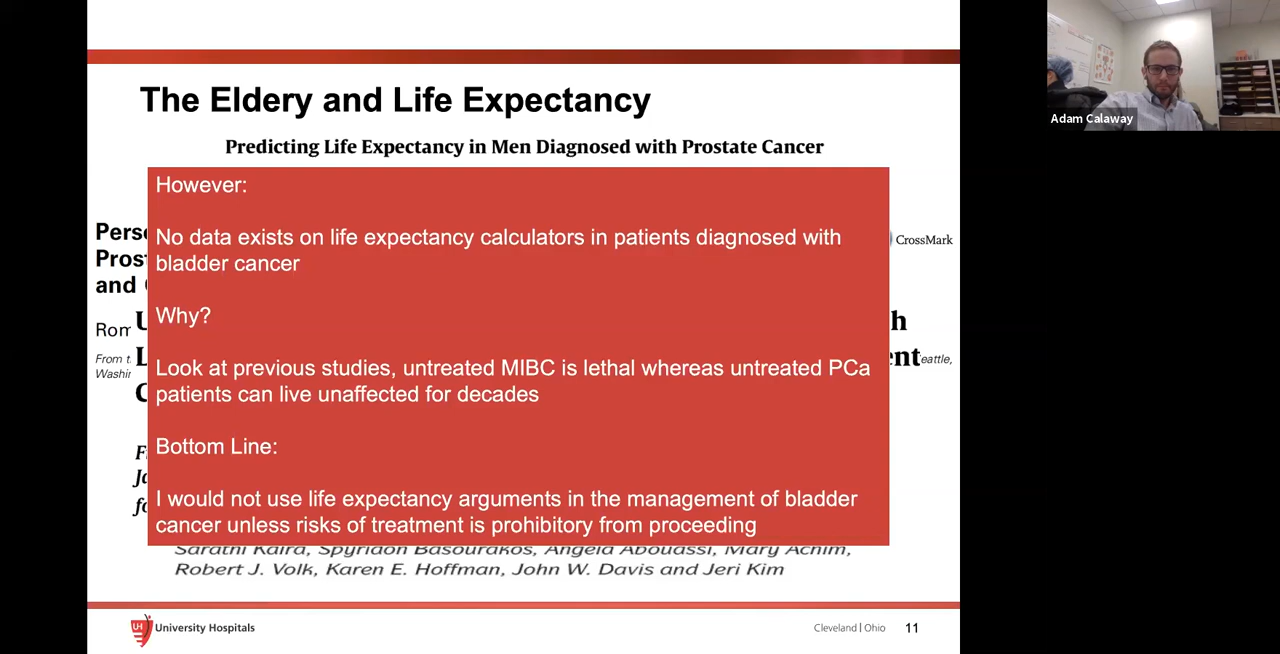 The Eldery and Life Expectancy
Predicting Life Expectancy in Men Diagnosed with Prostate Cancer
However:
No data exists on life expectancy calculators in patients diagnosed with
bladder cancer
Why?
Look at previous studies, untreated MIBC is lethal whereas untreated PCa
patients can live unaffected for decades
Bottom Line:
I would not use life expectancy arguments in the management of bladder
cancer unless risks of treatment is prohibitory from proceeding
CrossMark
and
Sarathi Kalra, Spyridon Basourakos, Angela Abouassi, Mary Achim,
Robert J. Volk, Karen E. Hoffman, John W. Davis and Jeri Kim
UH University Hospitals
Cleveland | Ohio 11
Adam Calaway